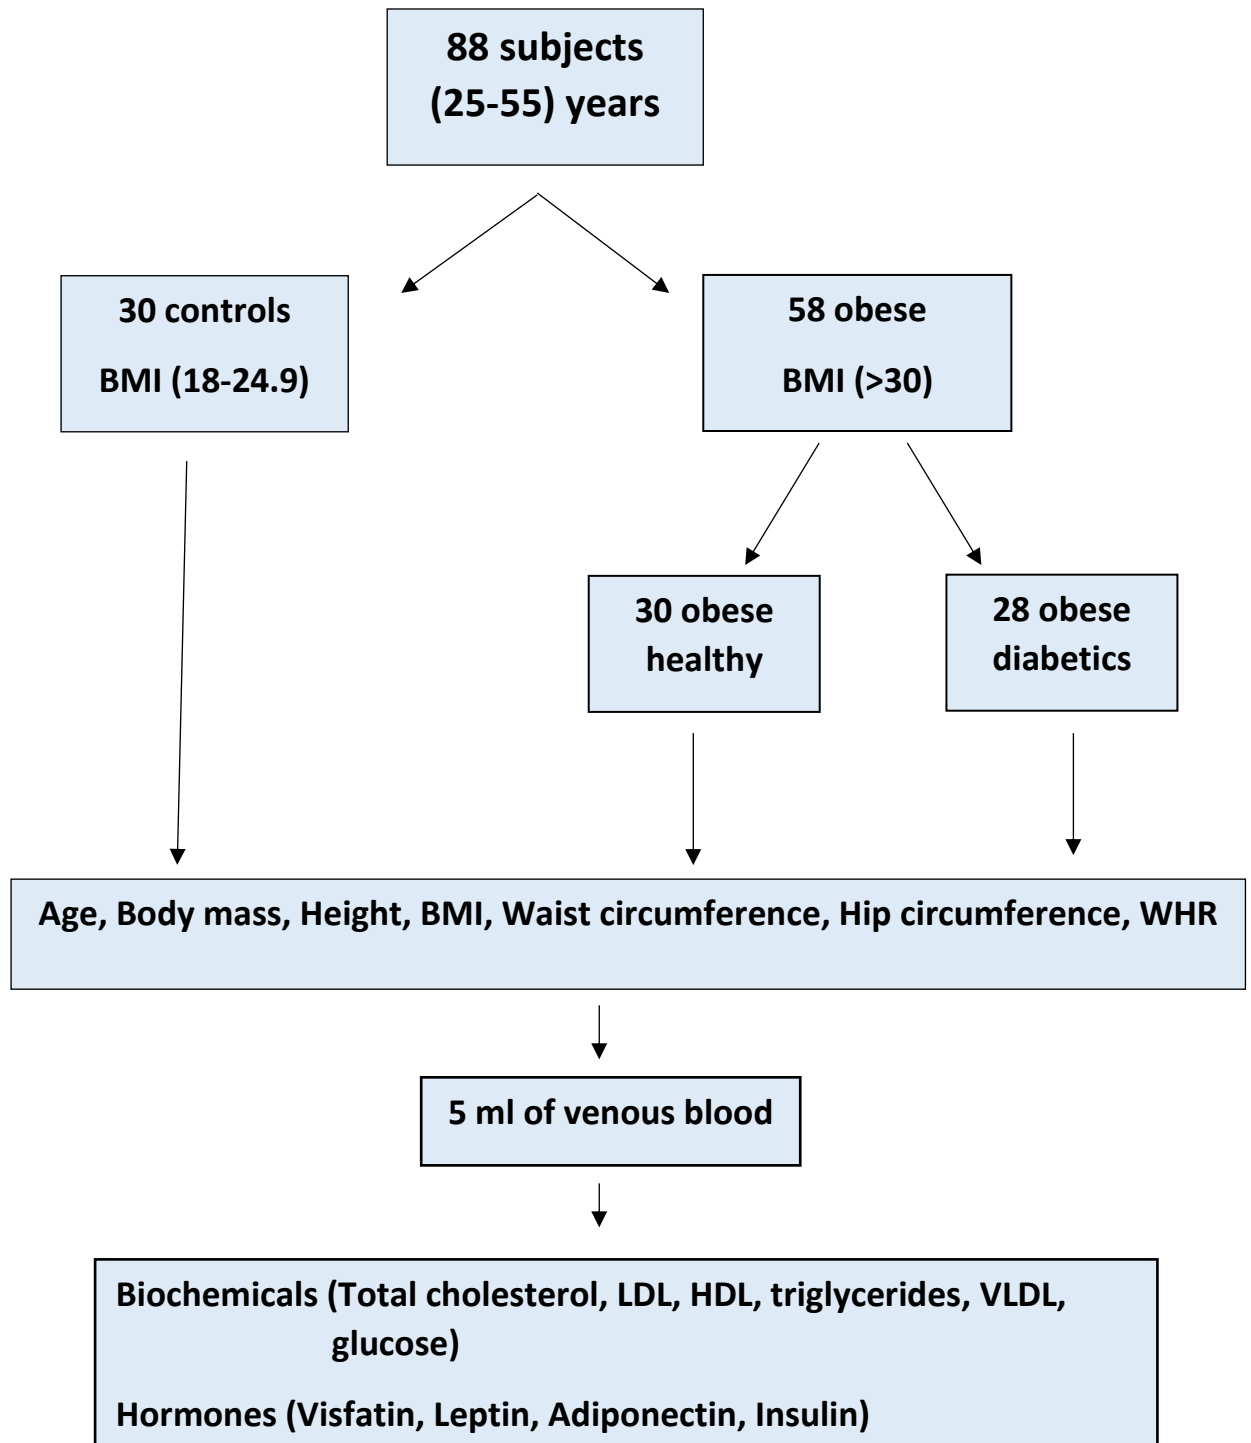 88 subjects
(25-55) years
30 controls
BMI (18-24.9)
58 obese
BMI (>30)
30 obese
healthy
28 obese
diabetics
Age, Body mass, Height, BMI, Waist circumference, Hip circumference, WHR
5 ml of venous blood
Biochemicals (Total cholesterol, LDL, HDL, triglycerides, VLDL,
glucose)
Hormones (Visfatin, Leptin, Adiponectin, Insulin)